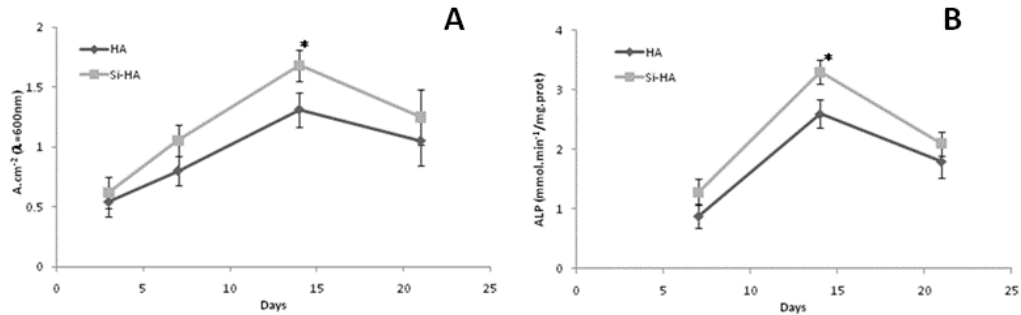 A
2
HA
Si-HA
*
1.5
1
0.5
0
0 5 10 15 20 25
Days
A.cm⁻² (λ=600nm)
B
4
HA
Si-HA
*
3
2
1
0
0 5 10 15 20 25
Days
ALP (mmol.min⁻¹/mg.prot)